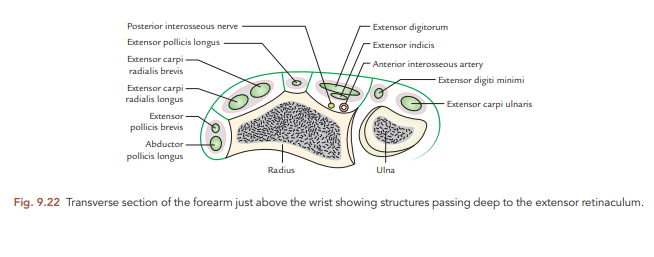 Posterior interosseous nerve
Extensor pollicis longus
Extensor carpi
radialis brevis
Extensor carpi
radialis longus
Extensor
pollicis brevis
Abductor
pollicis longus
Extensor digitorum
Extensor indicis
Anterior interosseous artery
Extensor digiti minimi
Extensor carpi ulnaris
Radius
Ulna
Fig. 9.22 Transverse section of the forearm just above the wrist showing structures passing deep to the extensor retinaculum.